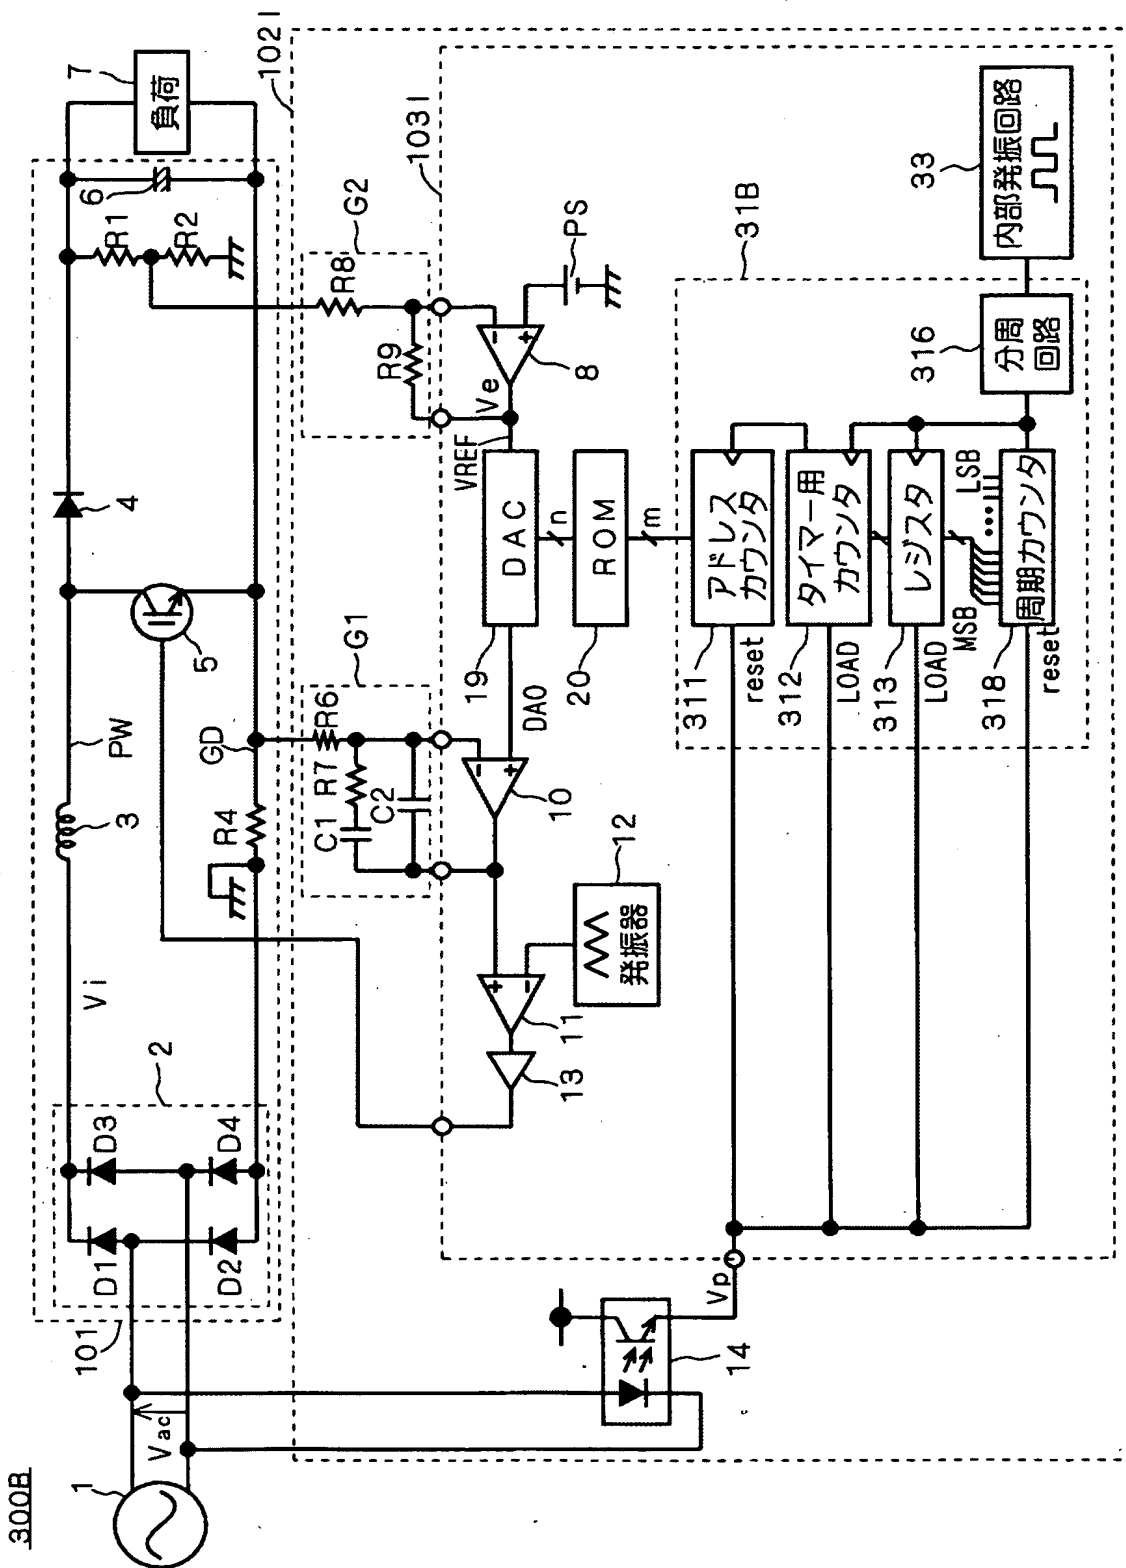 300B
101
2
D1
D3
D2
D4
Vi
3
PW
4
5
6
R1
R2
7
負荷
1
Vac
R4
GD
102I
G1
R6
R7
C1
C2
G2
R8
R9
103I
10
11
12
発振器
13
8
Ve
PS
VREF
DAC
19
DAO
n
ROM
20
m
14
Vp
31B
アドレス
カウンタ
311
reset
タイマー用
カウンタ
312
LOAD
レジスタ
313
LOAD
MSB
LSB
周期カウンタ
318
reset
分周
回路
316
内部発振回路
33